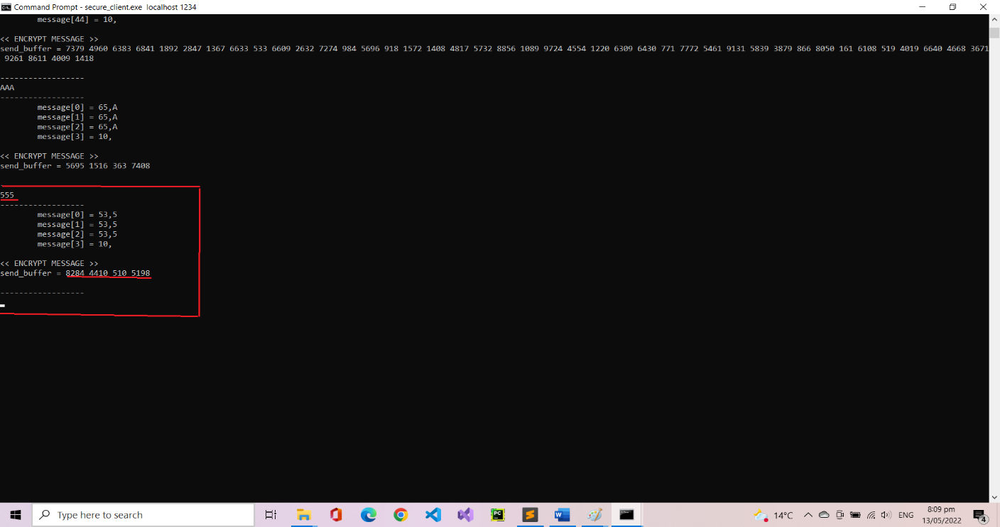 Command Prompt - secure_client.exe  localhost 1234
message[44] = 10,
<< ENCRYPT MESSAGE >>
send_buffer = 7379 4960 6383 6841 1892 2847 1367 6633 533 6609 2632 7274 984 5696 918 1572 1408 4817 5732 8856 1089 9724 4554 1220 6309 6430 771 7772 5461 9131 5839 3879 866 8050 161 6108 519 4019 6640 4668 3671
9261 8611 4009 1418
------------------
AAA
------------------
message[0] = 65,A
message[1] = 65,A
message[2] = 65,A
message[3] = 10,
<< ENCRYPT MESSAGE >>
send_buffer = 5695 1516 363 7408
555
------------------
message[0] = 53,5
message[1] = 53,5
message[2] = 53,5
message[3] = 10,
<< ENCRYPT MESSAGE >>
send_buffer = 8284 4410 510 5198
------------------
Type here to search
14°C
ENG
8:09 pm
13/05/2022
4